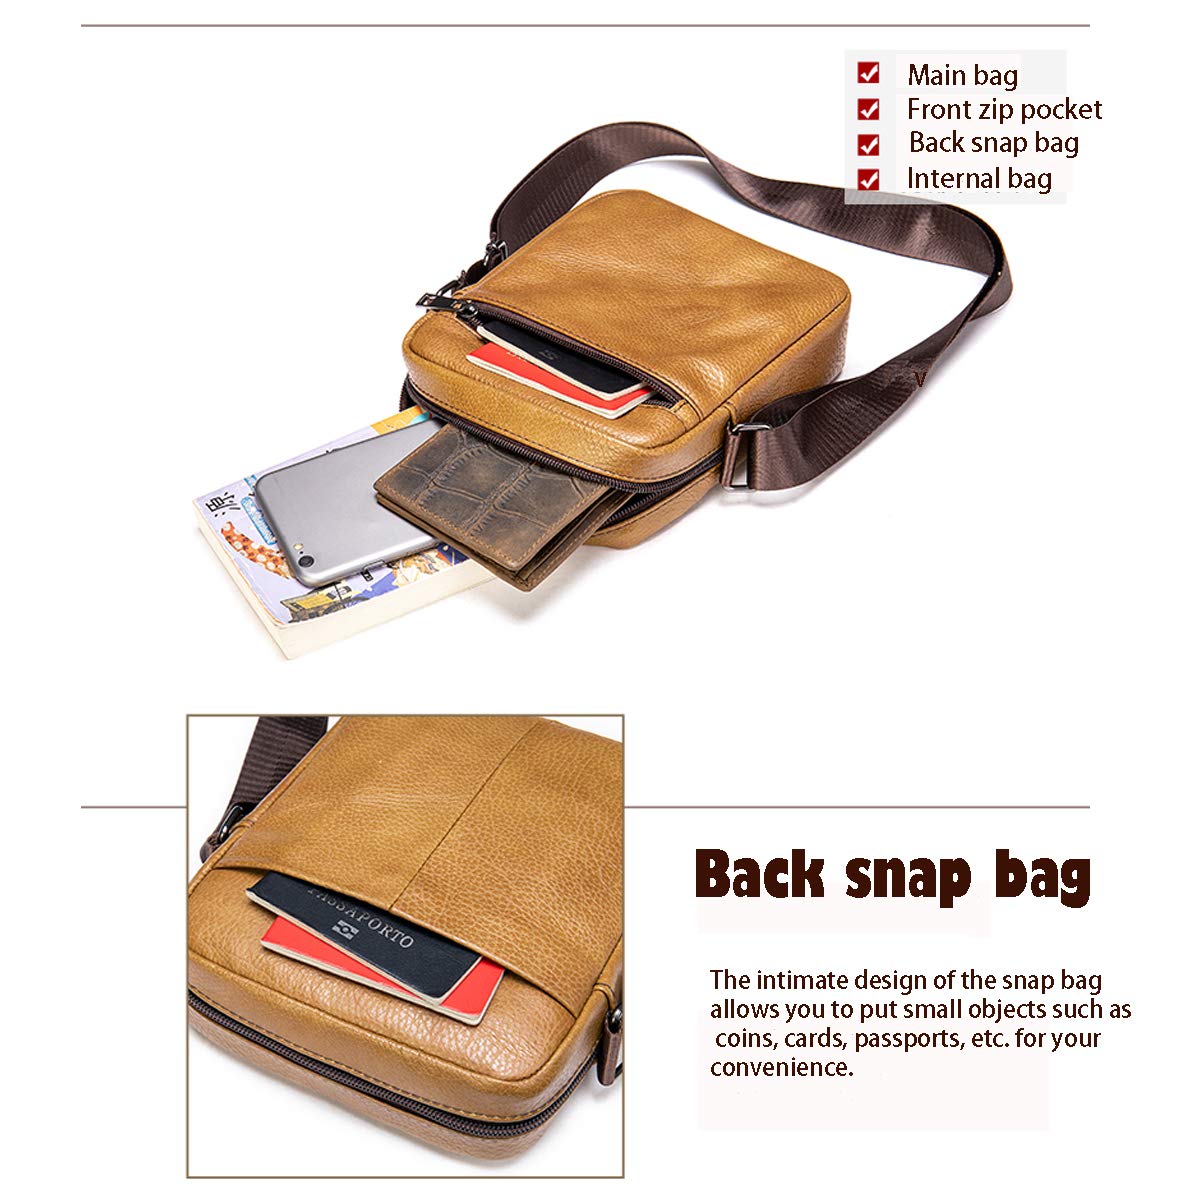 Main bag
Front zip pocket
Back snap bag
Internal bag
V
PASSAPORTO
Back snap bag
The intimate design of the snap bag
allows you to put small objects such as
coins, cards, passports, etc. for your
convenience.